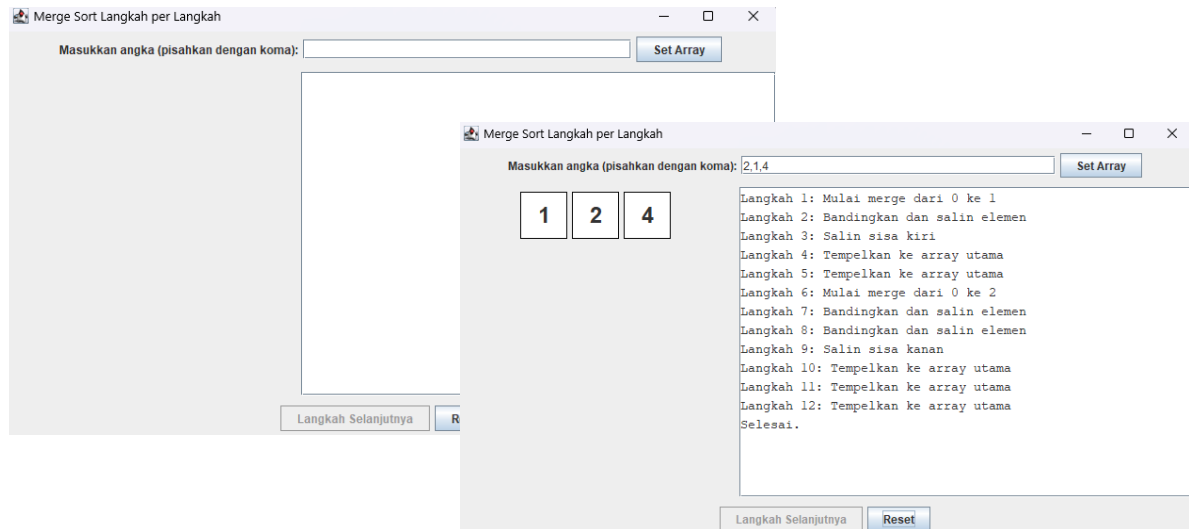 Merge Sort Langkah per Langkah
Masukkan angka (pisahkan dengan koma):
Set Array
Langkah Selanjutnya
Merge Sort Langkah per Langkah
Masukkan angka (pisahkan dengan koma): 2,1,4
Set Array
1 2 4
Langkah 1: Mulai merge dari 0 ke 1
Langkah 2: Bandingkan dan salin elemen
Langkah 3: Salin sisa kiri
Langkah 4: Tempelkan ke array utama
Langkah 5: Tempelkan ke array utama
Langkah 6: Mulai merge dari 0 ke 2
Langkah 7: Bandingkan dan salin elemen
Langkah 8: Bandingkan dan salin elemen
Langkah 9: Salin sisa kanan
Langkah 10: Tempelkan ke array utama
Langkah 11: Tempelkan ke array utama
Langkah 12: Tempelkan ke array utama
Selesai.
Langkah Selanjutnya
Reset